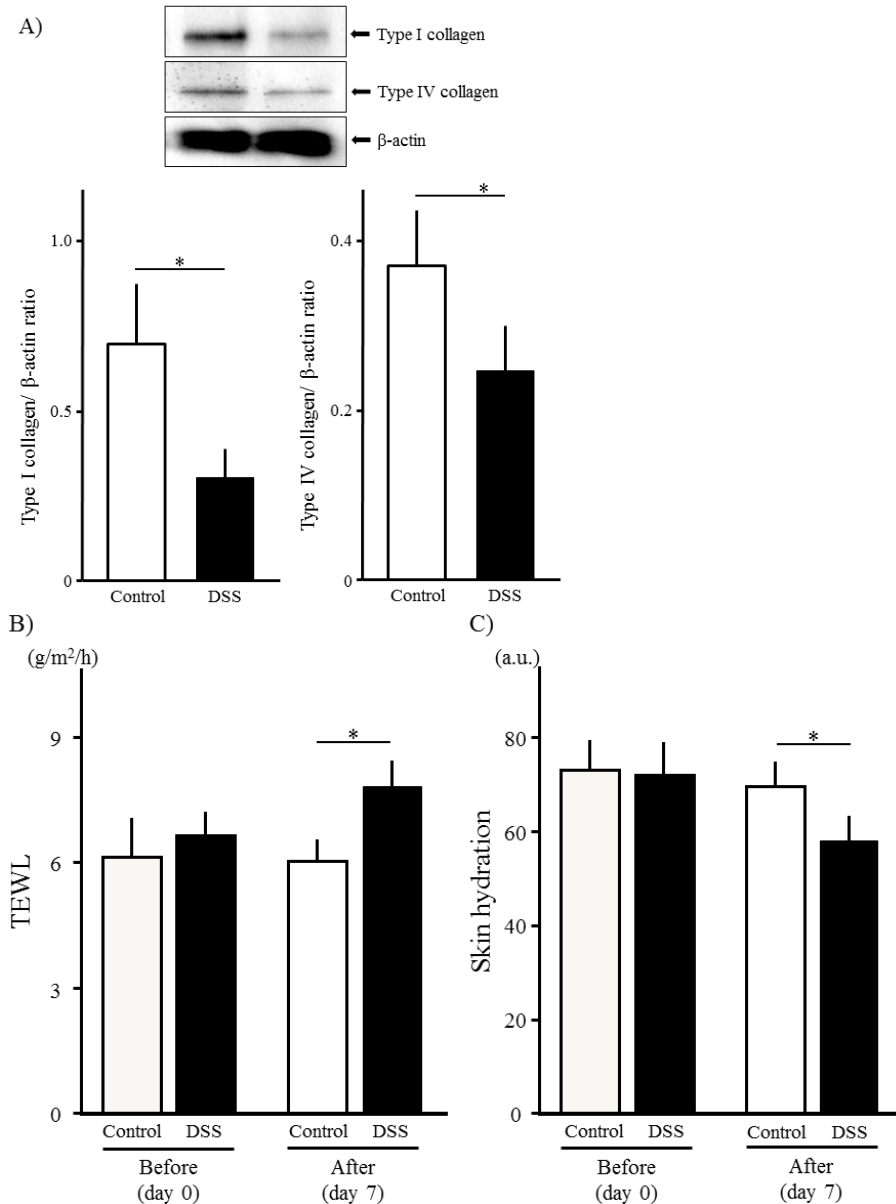 A)
Type I collagen
Type IV collagen
β-actin
Type I collagen/ β-actin ratio
1.0
0.5
0
*
Control DSS
Type IV collagen/ β-actin ratio
0.4
0.2
0
*
Control DSS
B)
(g/m²/h)
TEWL
9
6
3
0
*
Control DSS Control DSS
Before After
(day 0) (day 7)
C)
(a.u.)
Skin hydration
80
60
40
20
0
*
Control DSS Control DSS
Before After
(day 0) (day 7)